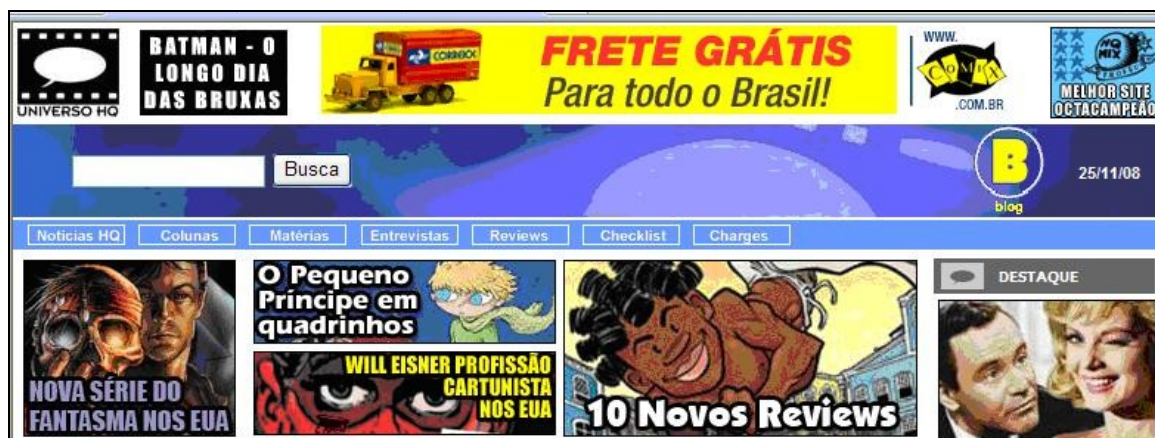 UNIVERSO HQ
BATMAN - O
LONGO DIA
DAS BRUXAS
CORREIOS
FRETE GRÁTIS
Para todo o Brasil!
WWW.
COMIX
.COM.BR
HQ
MIX
TROFÉU
MELHOR SITE
OCTACAMPEÃO
Busca
B
blog
25/11/08
Noticias HQ
Colunas
Matérias
Entrevistas
Reviews
Checklist
Charges
NOVA SÉRIE DO
FANTASMA NOS EUA
O Pequeno
Príncipe em
quadrinhos
WILL EISNER PROFISSÃO
CARTUNISTA
NOS EUA
10 Novos Reviews
DESTAQUE